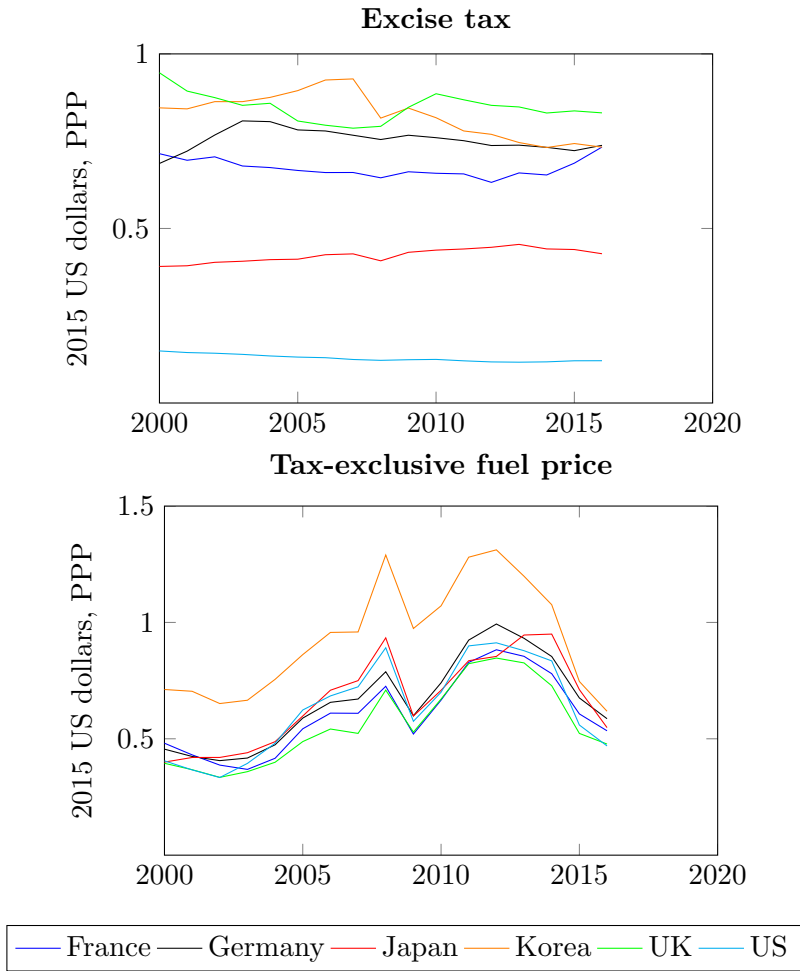 Excise tax
2015 US dollars, PPP
1
0.5
2000 2005 2010 2015 2020
Tax-exclusive fuel price
2015 US dollars, PPP
1.5
1
0.5
2000 2005 2010 2015 2020
France Germany Japan Korea UK US